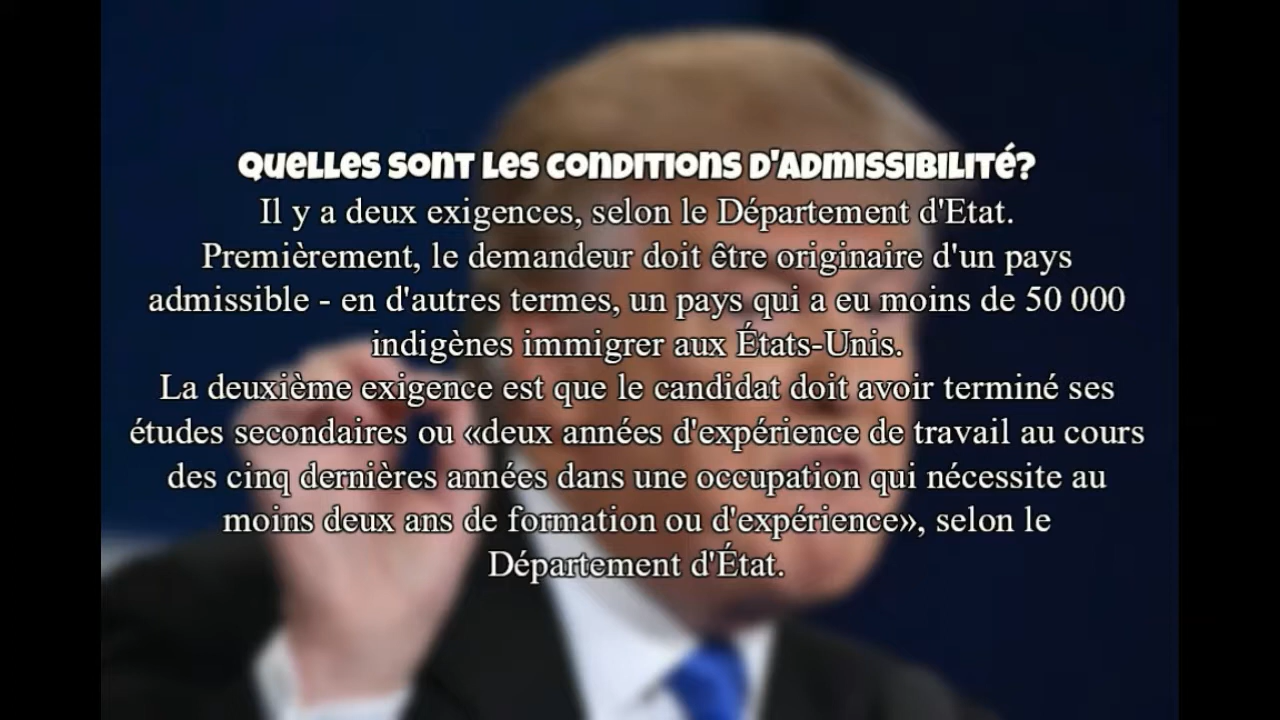 Quelles sont les conditions d'admissibilité?
Il y a deux exigences, selon le Département d'Etat.
Premièrement, le demandeur doit être originaire d'un pays
admissible - en d'autres termes, un pays qui a eu moins de 50 000
indigènes immigrer aux États-Unis.
La deuxième exigence est que le candidat doit avoir terminé ses
études secondaires ou «deux années d'expérience de travail au cours
des cinq dernières années dans une occupation qui nécessite au
moins deux ans de formation ou d'expérience», selon le
Département d'État.